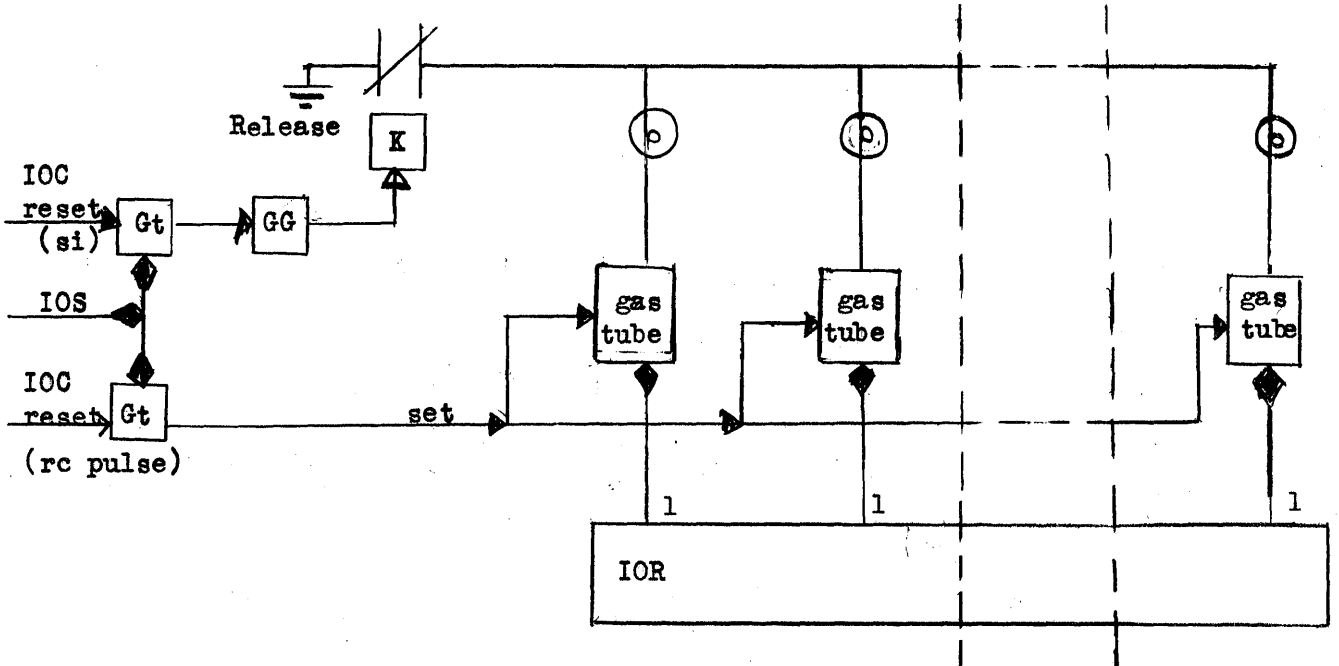 Release
K
IOC
reset
(si)
Gt
GG
IOS
IOC
reset
Gt
(rc pulse)
set
gas
tube
gas
tube
gas
tube
1
1
1
IOR